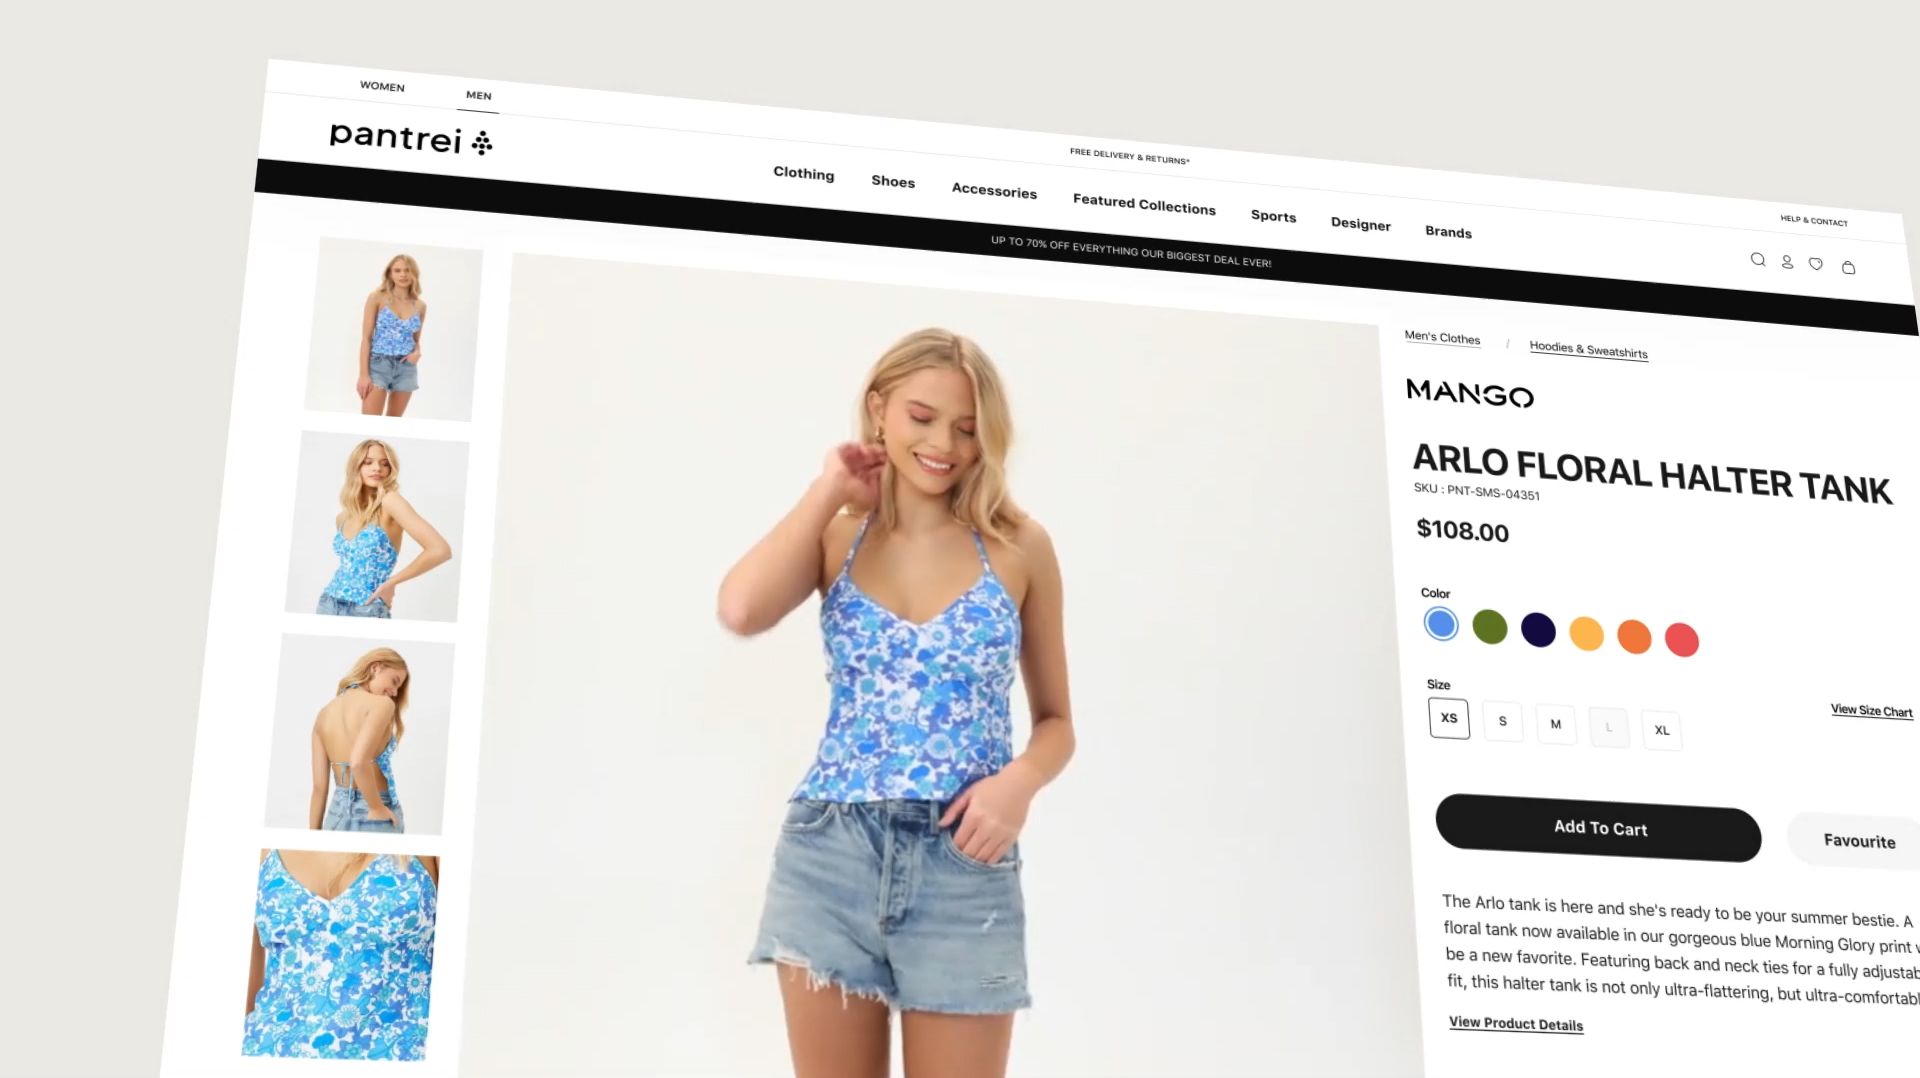 WOMEN
MEN
FREE DELIVERY & RETURNS*
HELP & CONTACT
pantrei
Clothing
Shoes
Accessories
Featured Collections
Sports
Designer
Brands
UP TO 70% OFF EVERYTHING OUR BIGGEST DEAL EVER!
Men's Clothes / Hoodies & Sweatshirts
MANGO
ARLO FLORAL HALTER TANK
SKU : PNT-SMS-04351
$108.00
Color
Size
View Size Chart
XS
S
M
L
XL
Add To Cart
Favourite
The Arlo tank is here and she's ready to be your summer bestie. A
floral tank now available in our gorgeous blue Morning Glory print
be a new favorite. Featuring back and neck ties for a fully adjustab
fit, this halter tank is not only ultra-flattering, but ultra-comfortabl
View Product Details